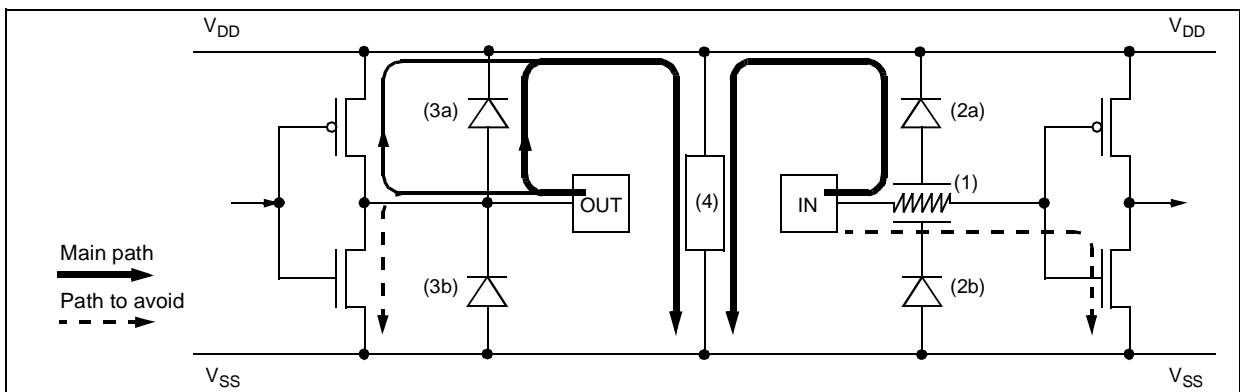 VDD
VDD
(3a)
(2a)
(1)
OUT
(4)
IN
Main path
(3b)
(2b)
Path to avoid
VSS
VSS